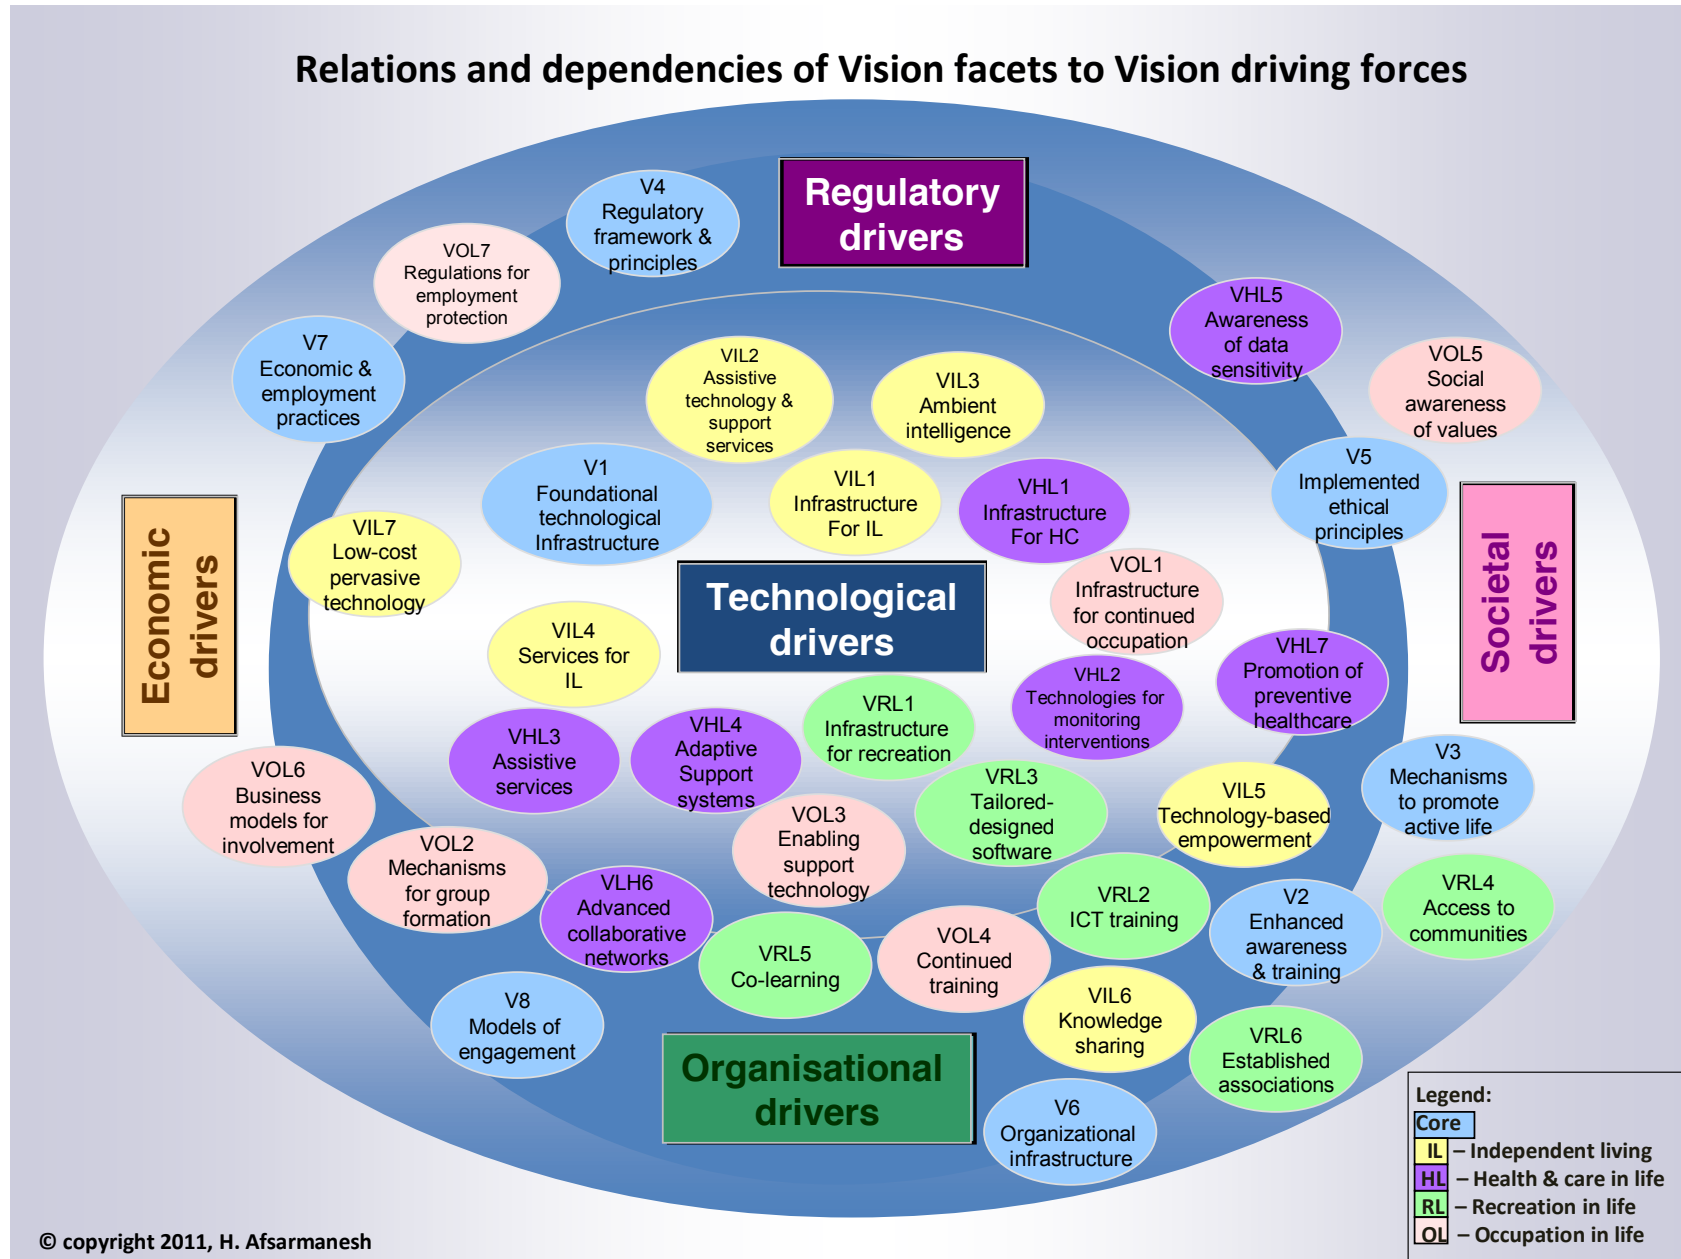 Relations and dependencies of Vision facets to Vision driving forces
V4
Regulatory
framework &
principles
Regulatory
drivers
VOL7
Regulations for
employment
protection
VHL5
Awareness
of data
sensitivity
V7
Economic &
employment
practices
VIL2
Assistive
technology &
support
services
VIL3
Ambient
intelligence
VOL5
Social
awareness
of values
V1
Foundational
technological
Infrastructure
VIL1
Infrastructure
For IL
VHL1
Infrastructure
For HC
V5
Implemented
ethical
principles
Economic
drivers
VIL7
Low-cost
pervasive
technology
Technological
drivers
VOL1
Infrastructure
for continued
occupation
Societal
drivers
VIL4
Services for
IL
VHL7
Promotion of
preventive
healthcare
VHL2
Technologies for
monitoring
interventions
VRL1
Infrastructure
for recreation
VHL3
Assistive
services
VHL4
Adaptive
Support
systems
V3
Mechanisms
to promote
active life
VOL6
Business
models for
involvement
VRL3
Tailored-
designed
software
VIL5
Technology-based
empowerment
VOL3
Enabling
support
technology
VOL2
Mechanisms
for group
formation
VLH6
Advanced
collaborative
networks
VRL2
ICT training
V2
Enhanced
awareness
& training
VRL4
Access to
communities
VRL5
Co-learning
VOL4
Continued
training
V8
Models of
engagement
VIL6
Knowledge
sharing
VRL6
Established
associations
Organisational
drivers
V6
Organizational
infrastructure
Legend:
Core
IL – Independent living
HL – Health & care in life
RL – Recreation in life
OL – Occupation in life
© copyright 2011, H. Afsarmanesh